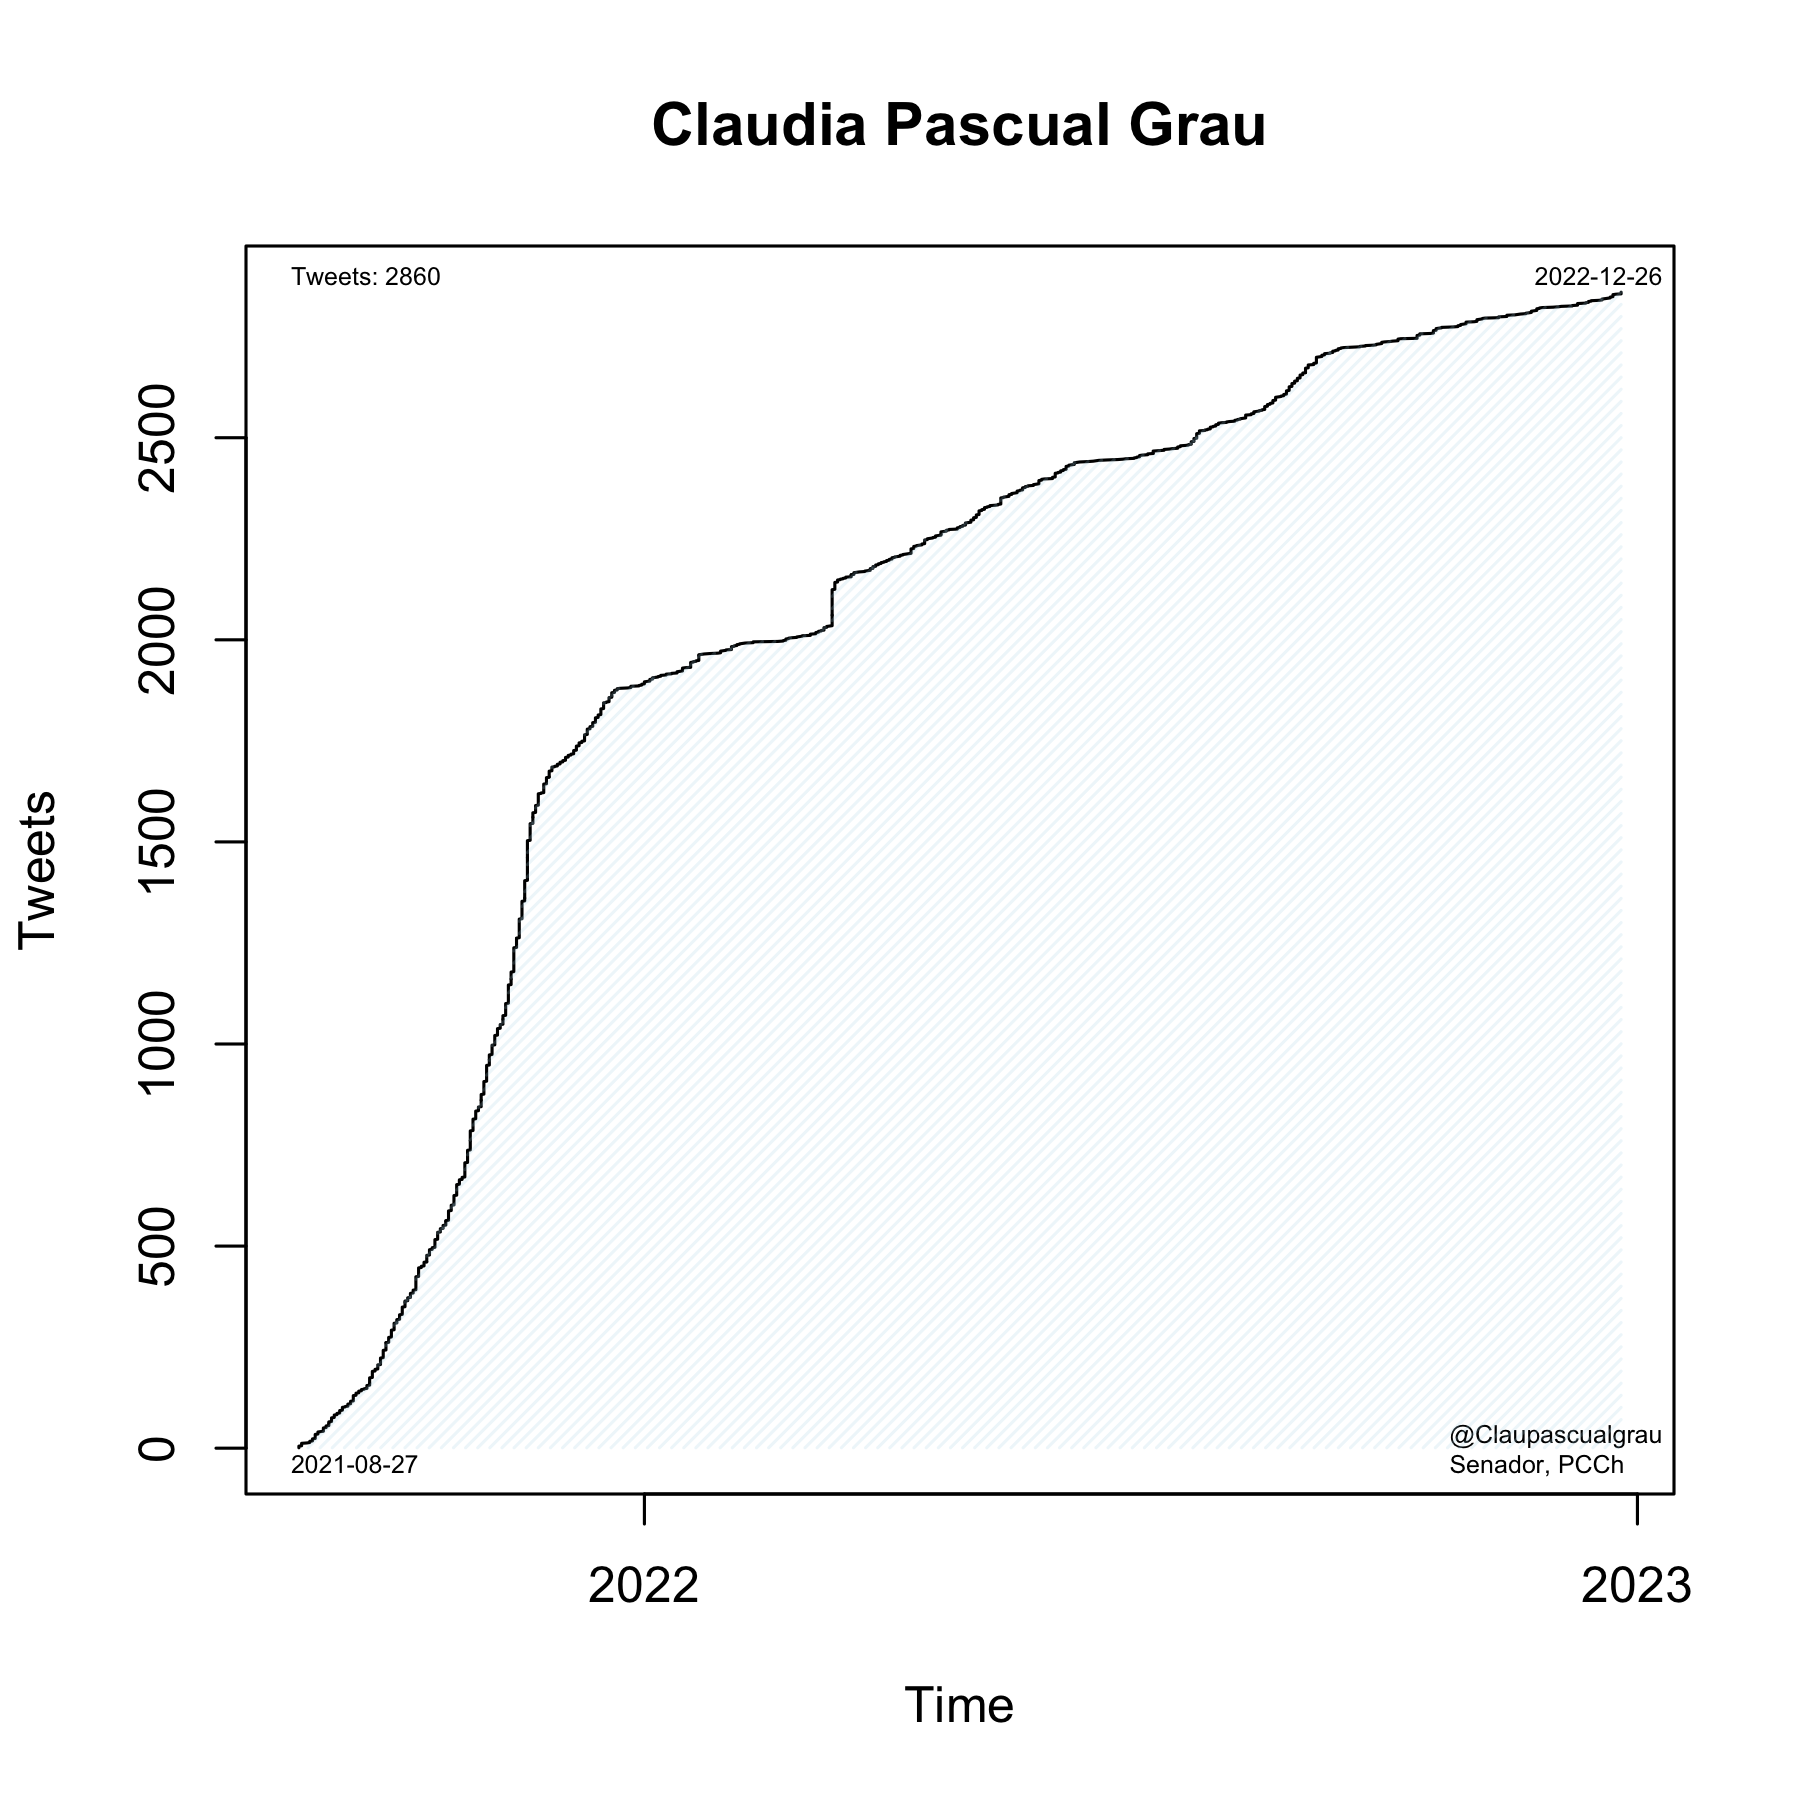 Claudia Pascual Grau
Tweets: 2860
2022-12-26
2500
2000
1500
1000
500
0
Tweets
@Claupascualgrau
Senador, PCCh
2021-08-27
2022
2023
Time